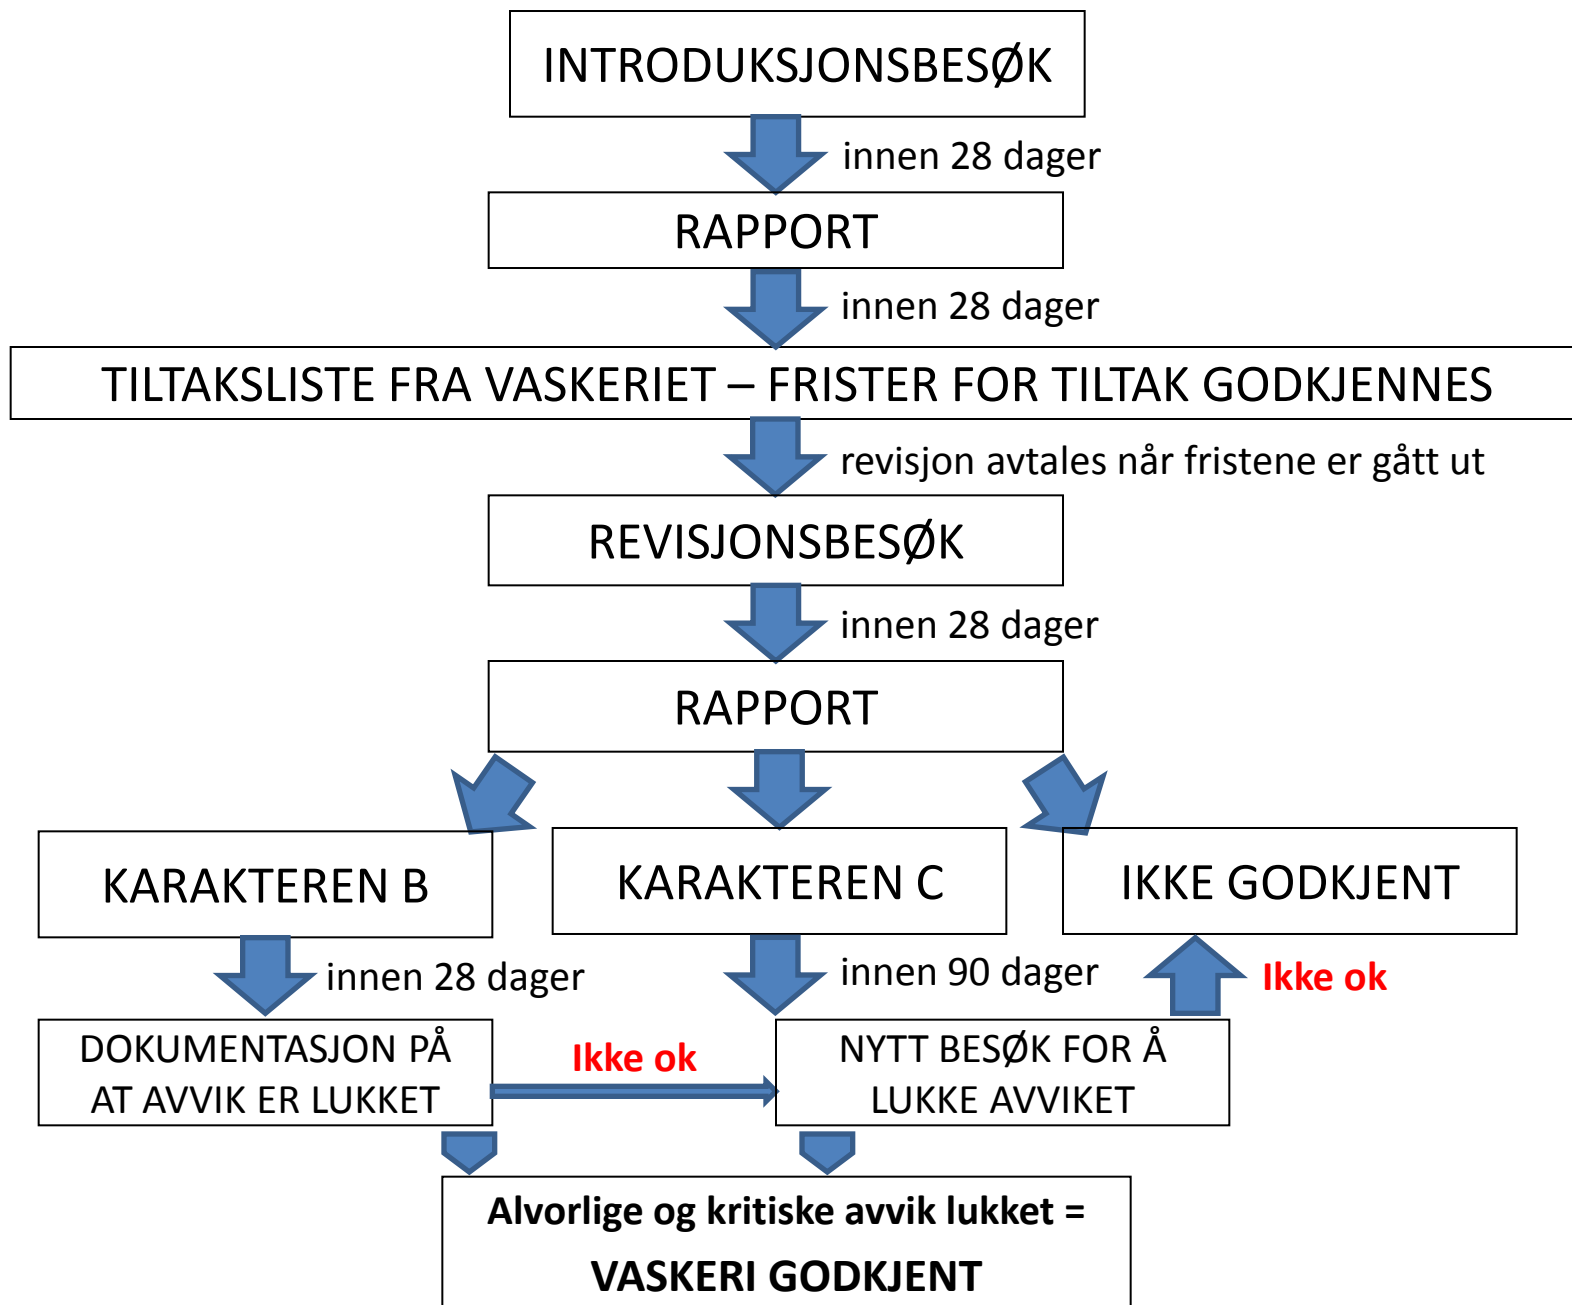 INTRODUKSJONSBESØK
innen 28 dager
RAPPORT
innen 28 dager
TILTAKSLISTE FRA VASKERIET – FRISTER FOR TILTAK GODKJENNES
revisjon avtales når fristene er gått ut
REVISJONSBESØK
innen 28 dager
RAPPORT
KARAKTEREN B
KARAKTEREN C
IKKE GODKJENT
innen 28 dager
innen 90 dager
Ikke ok
DOKUMENTASJON PÅ
AT AVVIK ER LUKKET
Ikke ok
NYTT BESØK FOR Å
LUKKE AVVIKET
Alvorlige og kritiske avvik lukket =
VASKERI GODKJENT